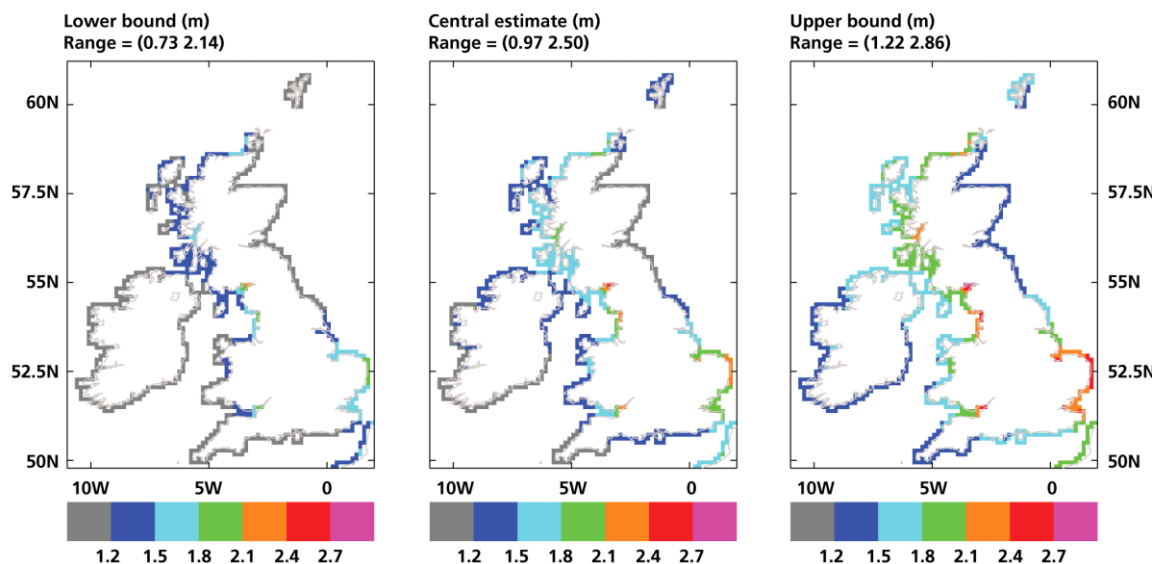 Lower bound (m)
Range = (0.73 2.14)
Central estimate (m)
Range = (0.97 2.50)
Upper bound (m)
Range = (1.22 2.86)
60N
57.5N
55N
52.5N
50N
60N
57.5N
55N
52.5N
50N
10W 5W 0
10W 5W 0
10W 5W 0
1.2 1.5 1.8 2.1 2.4 2.7
1.2 1.5 1.8 2.1 2.4 2.7
1.2 1.5 1.8 2.1 2.4 2.7